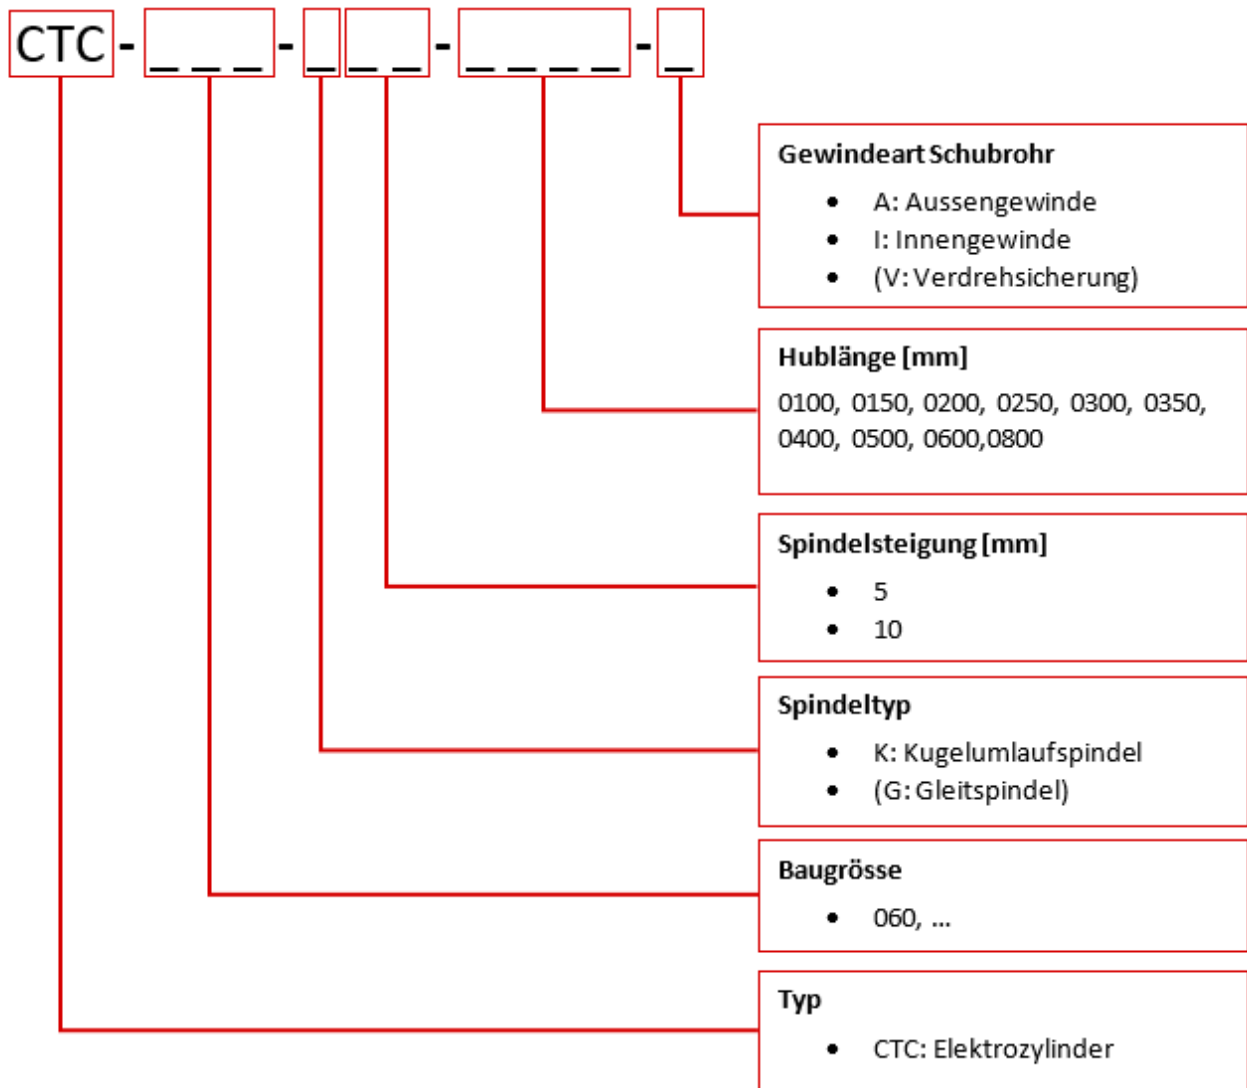 CTC - _ _ _ - _ _ _ - _ _ _ _ - _
Gewindeart Schubrohr
• A: Aussengewinde
• I: Innengewinde
• (V: Verdrehsicherung)
Hublänge [mm]
0100, 0150, 0200, 0250, 0300, 0350,
0400, 0500, 0600,0800
Spindelsteigung [mm]
• 5
• 10
Spindeltyp
• K: Kugelumlaufspindel
• (G: Gleitspindel)
Baugrösse
• 060, ...
Typ
• CTC: Elektrozylinder